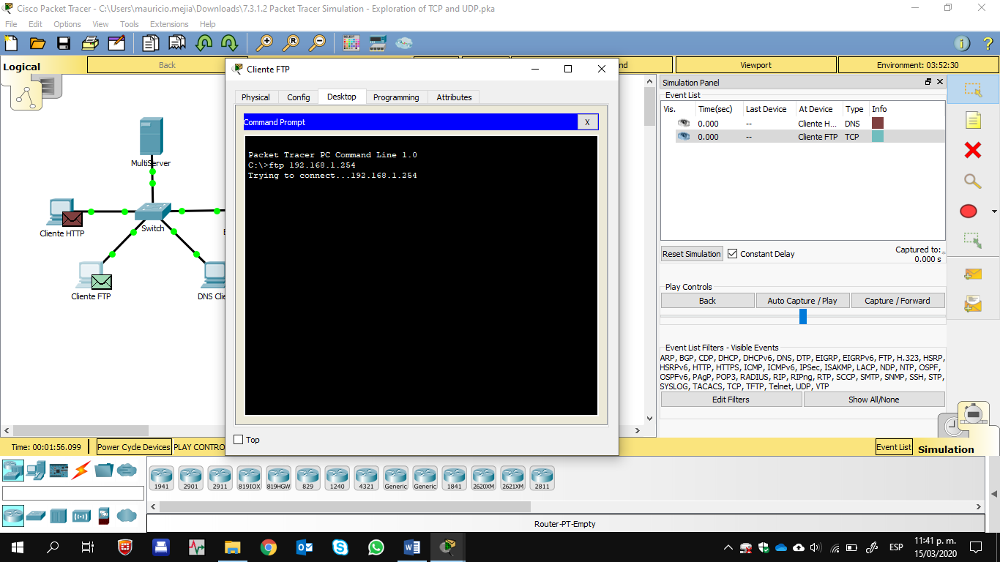 Cisco Packet Tracer - C:\Users\mauricio.mejia\Downloads\7.3.1.2 Packet Tracer Simulation - Exploration of TCP and UDP.pka
File Edit Options View Tools Extensions Help
Logical
Back
Viewport
Environment: 03:52:30
MultiServer
Cliente HTTP
Switch
Cliente FTP
DNS Clie
Cliente FTP
Physical Config Desktop Programming Attributes
Command Prompt
X
Packet Tracer PC Command Line 1.0
C:\>ftp 192.168.1.254
Trying to connect...192.168.1.254
Top
Simulation Panel
Event List
Vis. Time(sec) Last Device At Device Type Info
0.000 -- Cliente H... DNS
0.000 -- Cliente FTP TCP
Reset Simulation
Constant Delay
Captured to:
0.000 s
Play Controls
Back
Auto Capture / Play
Capture / Forward
Event List Filters - Visible Events
ARP, BGP, CDP, DHCP, DHCPv6, DNS, DTP, EIGRP, EIGRPv6, FTP, H.323, HSRP,
HSRPv6, HTTP, HTTPS, ICMP, ICMPv6, IPSec, ISAKMP, LACP, NDP, NTP, OSPF,
OSPFv6, PAgP, POP3, RADIUS, RIP, RIPng, RTP, SCCP, SMTP, SNMP, SSH, STP,
SYSLOG, TACACS, TCP, TFTP, Telnet, UDP, VTP
Edit Filters
Show All/None
Time: 00:01:56.099
Power Cycle Devices
PLAY CONTRO
Event List
Simulation
1941 2901 2911 819IOX 819HGW 829 1240 4321 Generic Generic 1841 2620XM 2621XM 2811
Router-PT-Empty
ESP
11:41 p. m.
15/03/2020